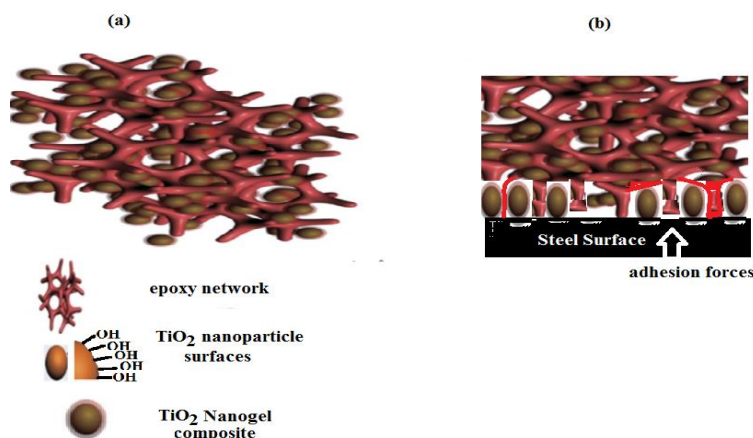 (a)
(b)
Steel Surface
adhesion forces
epoxy network
OH
OH
OH
OH
OH
TiO₂ nanoparticle
surfaces
TiO₂ Nanogel
composite